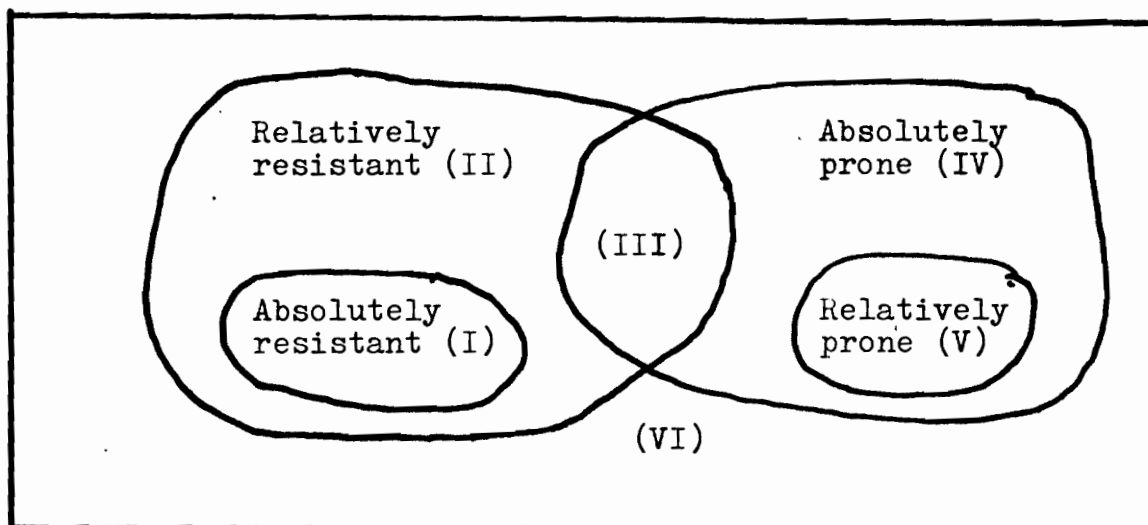 Relatively
resistant (II)
Absolutely
prone (IV)
(III)
Absolutely
resistant (I)
Relatively
prone (V)
(VI)